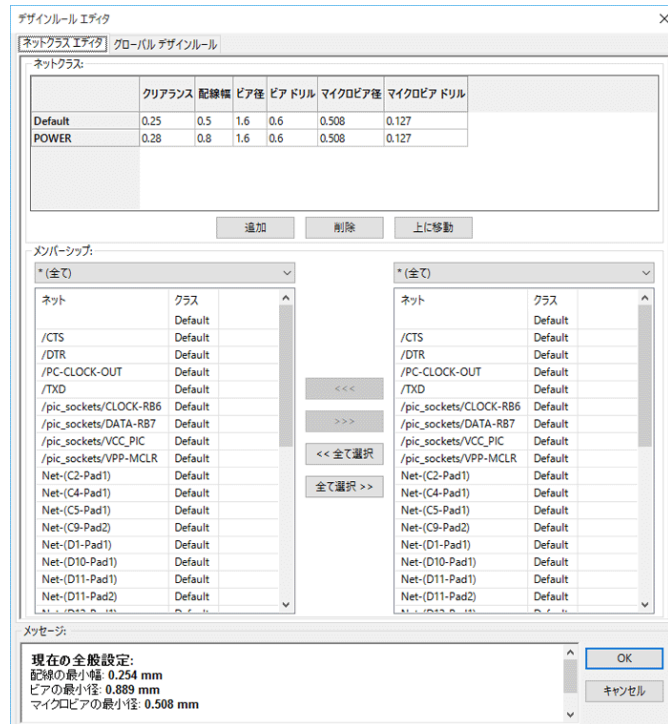 デザインルール エディタ
ネットクラス エディタ グローバル デザインルール
ネットクラス:
クリアランス 配線幅 ビア径 ビア ドリル マイクロビア径 マイクロビア ドリル
Default 0.25 0.5 1.6 0.6 0.508 0.127
POWER 0.28 0.8 1.6 0.6 0.508 0.127
追加 削除 上に移動
メンバーシップ:
* (全て) * (全て)
ネット クラス ネット クラス
Default Default
/CTS Default /CTS Default
/DTR Default /DTR Default
/PC-CLOCK-OUT Default /PC-CLOCK-OUT Default
/TXD Default <<< /TXD Default
/pic_sockets/CLOCK-RB6 Default /pic_sockets/CLOCK-RB6 Default
/pic_sockets/DATA-RB7 Default >>> /pic_sockets/DATA-RB7 Default
/pic_sockets/VCC_PIC Default /pic_sockets/VCC_PIC Default
/pic_sockets/VPP-MCLR Default << 全て選択 /pic_sockets/VPP-MCLR Default
Net-(C2-Pad1) Default Net-(C2-Pad1) Default
Net-(C4-Pad1) Default 全て選択 >> Net-(C4-Pad1) Default
Net-(C5-Pad1) Default Net-(C5-Pad1) Default
Net-(C9-Pad2) Default Net-(C9-Pad2) Default
Net-(D1-Pad1) Default Net-(D1-Pad1) Default
Net-(D10-Pad1) Default Net-(D10-Pad1) Default
Net-(D11-Pad1) Default Net-(D11-Pad1) Default
Net-(D11-Pad2) Default Net-(D11-Pad2) Default
メッセージ:
現在の全般設定:
配線の最小幅: 0.254 mm
ビアの最小径: 0.889 mm
マイクロビアの最小径: 0.508 mm
OK
キャンセル